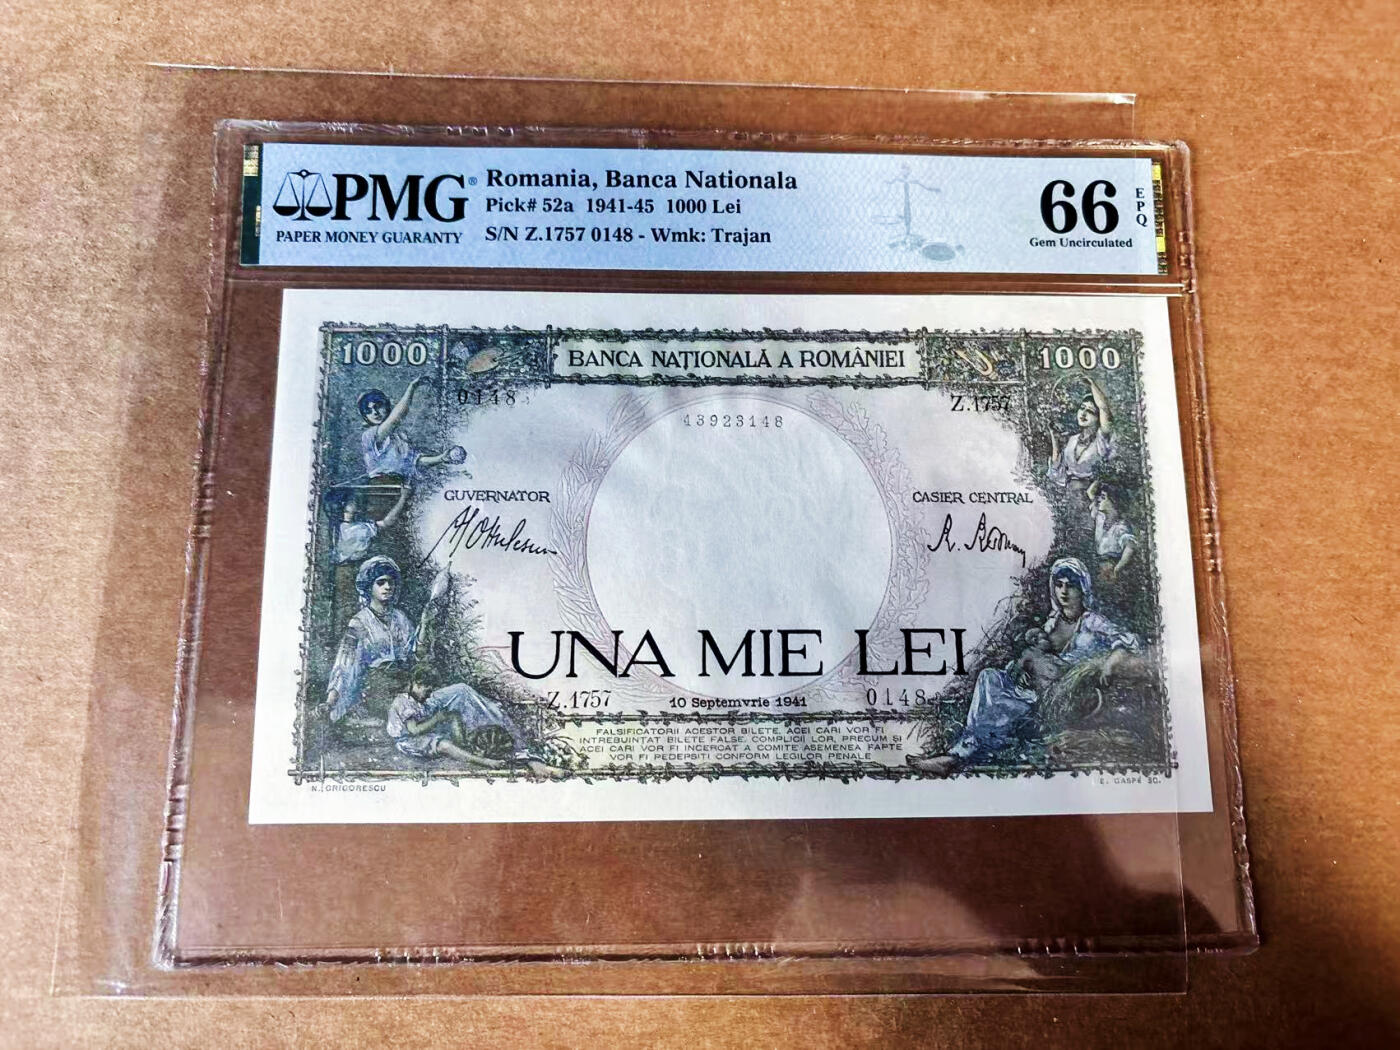 PMG®
PAPER MONEY GUARANTY
Romania, Banca Nationala
Pick# 52a 1941-45 1000 Lei
S/N Z.1757 0148 - Wmk: Trajan
66 EPQ
Gem Uncirculated
1000 BANCA NAȚIONALĂ A ROMÂNIEI 1000
0148 Z.1757
43923148
GUVERNATOR CASIER CENTRAL
UNA MIE LEI
Z.1757 10 Septemvrie 1941 0148
FALSIFICATORII ACESTOR BILETE, ACEI CARI VOR FI
INTREBUINȚAT BILETE FALSE, COMPLICII LOR, PRECUM ȘI
ACEI CARI VOR FI INCERCAT A COMITE ASEMENEA FAPTE
VOR FI PEDEPSIȚI CONFORM LEGILOR PENALE
N. GRIGORESCU E. GASPÉ SC.